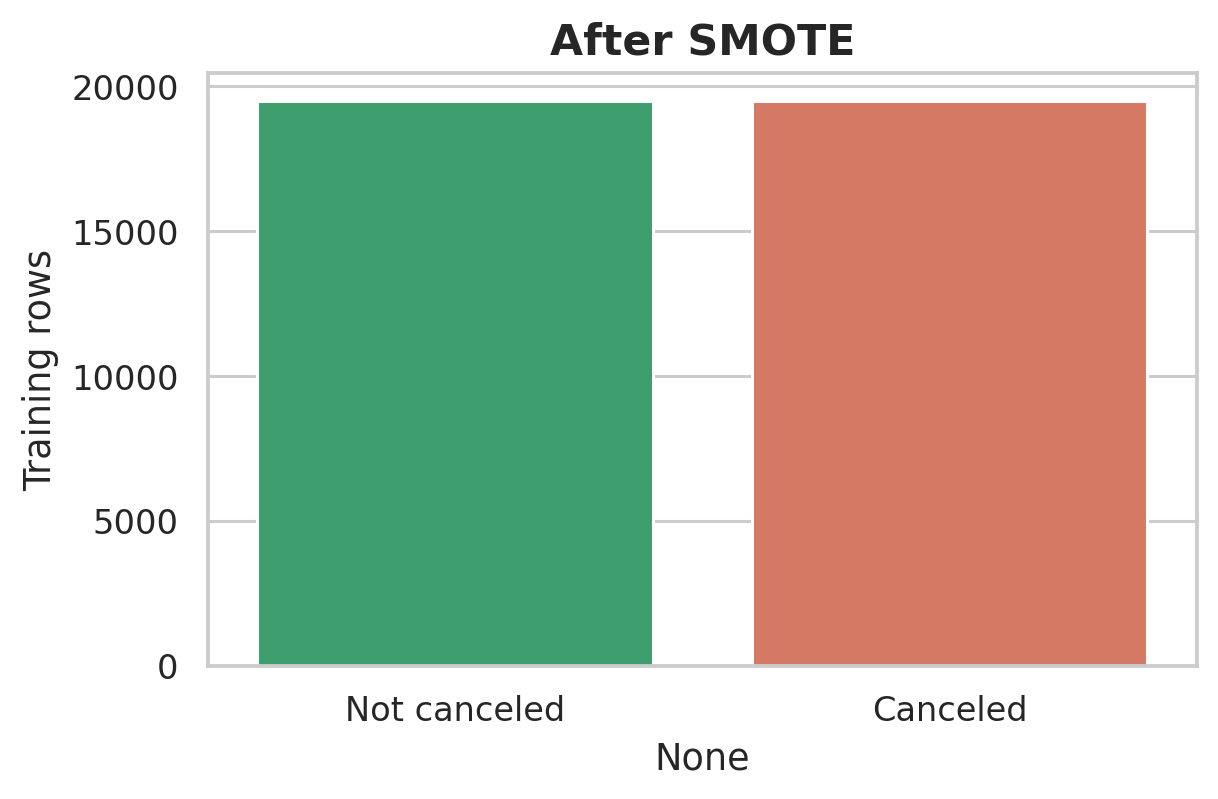 After SMOTE
Training rows
20000
15000
10000
5000
0
Not canceled
Canceled
None